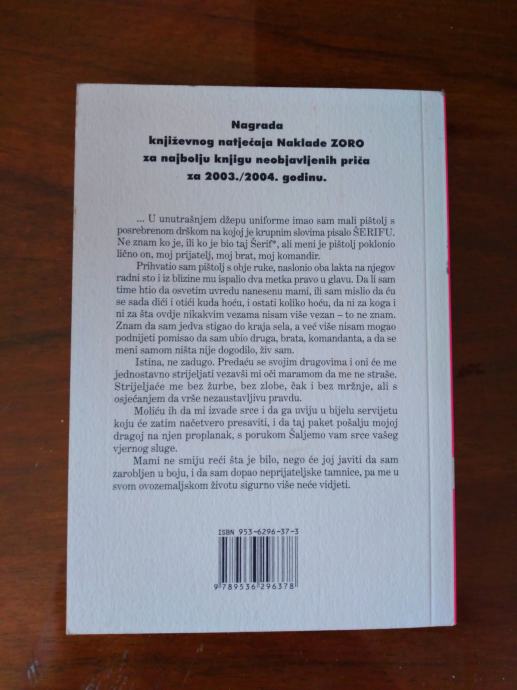 Nagrada
književnog natječaja Naklade ZORO
za najbolju knjigu neobjavljenih priča
za 2003./2004. godinu.
... U unutrašnjem džepu uniforme imao sam mali pištolj s
posrebrenom drškom na kojoj je krupnim slovima pisalo ŠERIFU.
Ne znam ko je, ili ko je bio taj Šerif*, ali meni je pištolj poklonio
lično on, moj prijatelj, moj brat, moj komandir.
Prihvatio sam pištolj s obje ruke, naslonio oba lakta na njegov
radni sto i iz blizine mu ispalio dva metka pravo u glavu. Da li sam
time htio da osvetim uvredu nanesenu mami, ili sam mislio da ću
se sada dići i otići kuda hoću, i ostati koliko hoću, da ni za koga i
ni za šta ovdje nikakvim vezama nisam više vezan – to ne znam.
Znam da sam jedva stigao do kraja sela, a već više nisam mogao
podnijeti pomisao da sam ubio druga, brata, komandanta, a da se
meni samom ništa nije dogodilo, živ sam.
Istina, ne zadugo. Predaću se svojim drugovima i oni će me
jednostavno strijeljati vezavši mi oči maramom da me ne straše.
Strijeljaće me bez žurbe, bez zlobe, čak i bez mržnje, ali s
osjećanjem da vrše nezaustavljivu pravdu.
Moliću ih da mi izvade srce i da ga uviju u bijelu servijetu
koju će zatim načetvero presaviti, i da taj paket pošalju mojoj
dragoj na njen proplanak, s porukom Šaljemo vam srce vašeg
vjernog sluge.
Mami ne smiju reći šta je bilo, nego će joj javiti da sam
zarobljen u boju, i da sam dopao neprijateljske tamnice, pa me u
svom ovozemaljskom životu sigurno više neće vidjeti.
ISBN 953-6296-37-3
9 789536 296378